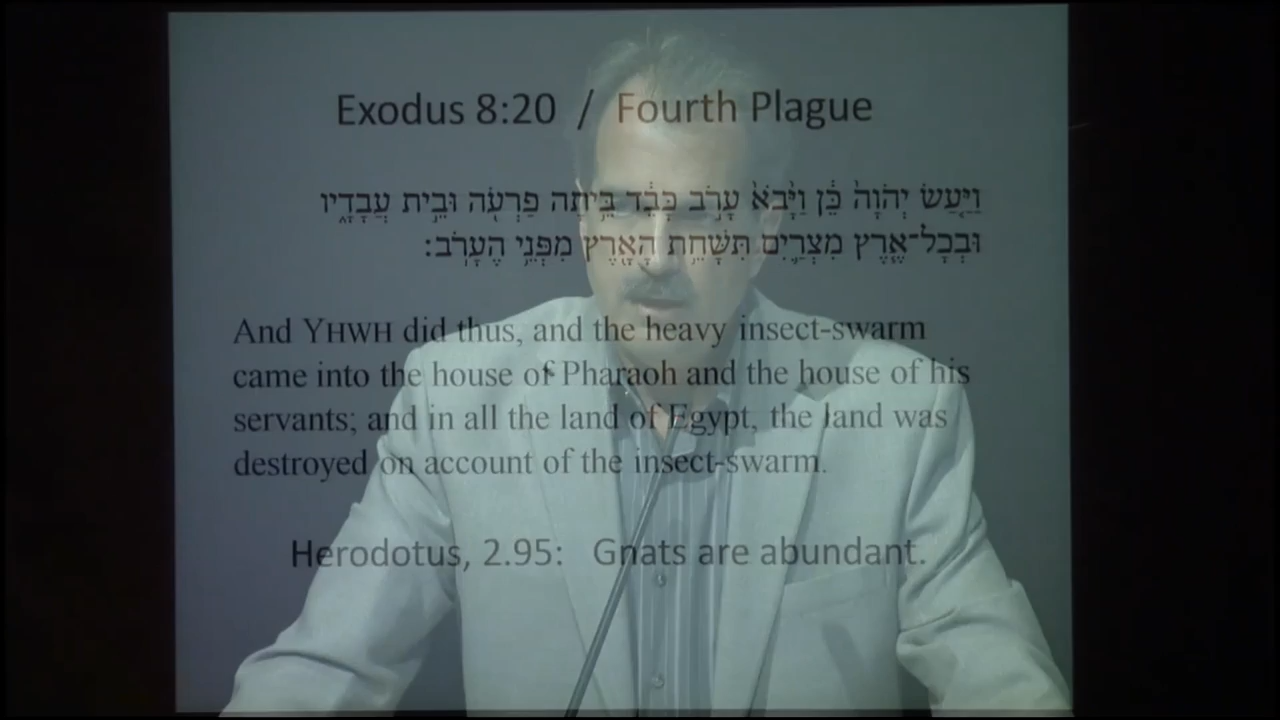 Exodus 8:20 / Fourth Plague
וַיַּ֤עַשׂ יְהֹוָה֙ כֵּ֔ן וַיָּבֹא֙ עָרֹ֣ב כָּבֵ֔ד בֵּ֥יתָה פַרְעֹ֖ה וּבֵ֣ית עֲבָדָ֑יו
וּבְכׇל־אֶ֧רֶץ מִצְרַ֛יִם תִּשָּׁחֵ֥ת הָאָ֖רֶץ מִפְּנֵ֥י הֶעָרֹֽב׃
And YHWH did thus, and the heavy insect-swarm
came into the house of Pharaoh and the house of his
servants; and in all the land of Egypt, the land was
destroyed on account of the insect-swarm.
Herodotus, 2.95: Gnats are abundant.